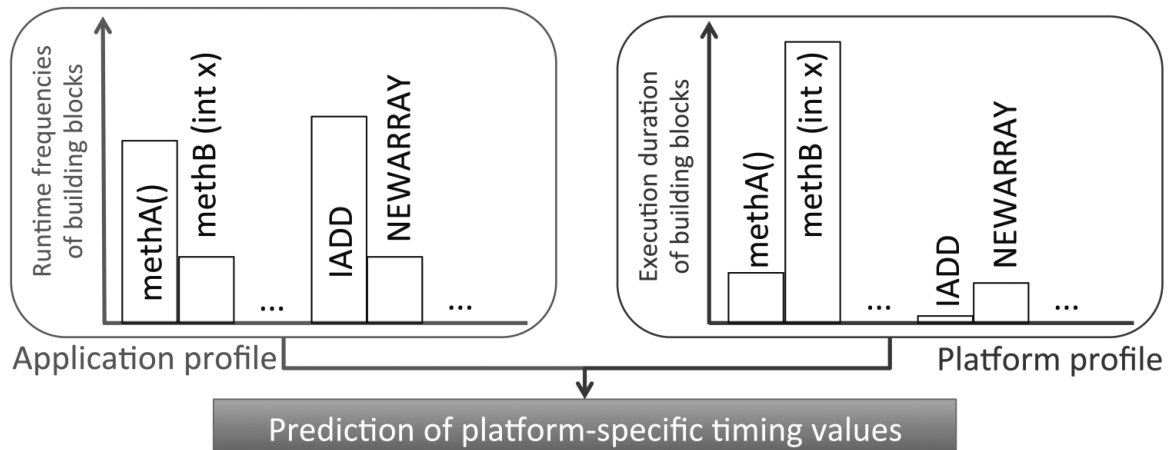 Runtime frequencies
of building blocks
methA()
methB (int x)
...
IADD
NEWARRAY
...
Application profile
Execution duration
of building blocks
methA()
methB (int x)
...
IADD
NEWARRAY
...
Platform profile
Prediction of platform-specific timing values